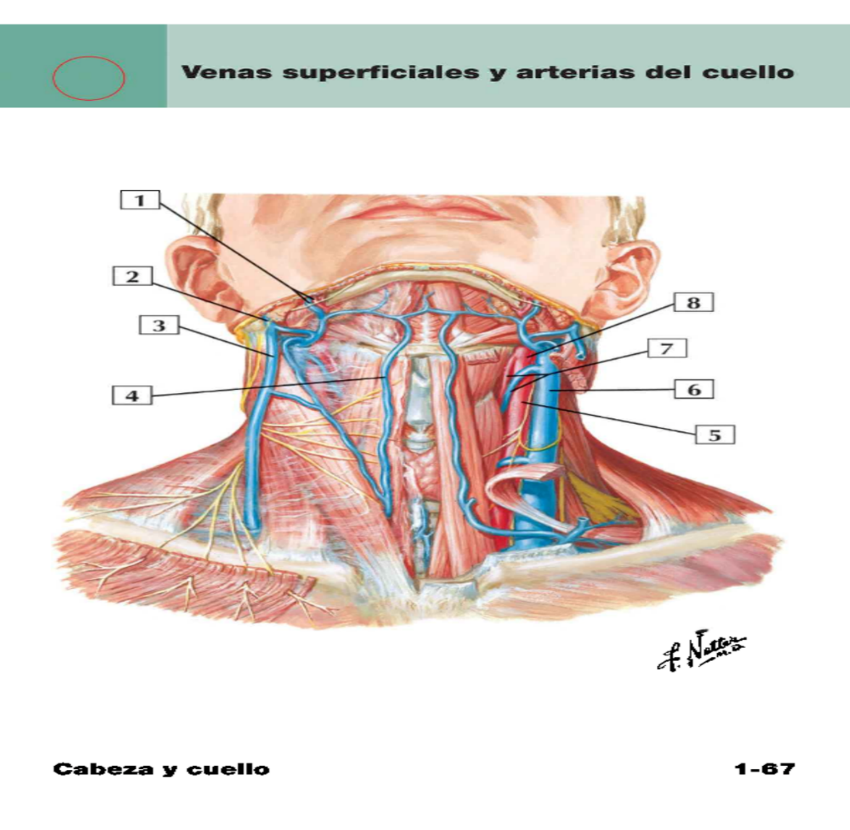 Venas superficiales y arterias del cuello
1
2
3
4
8
7
6
5
F. Netter
M.D.
Cabeza y cuello
1-67